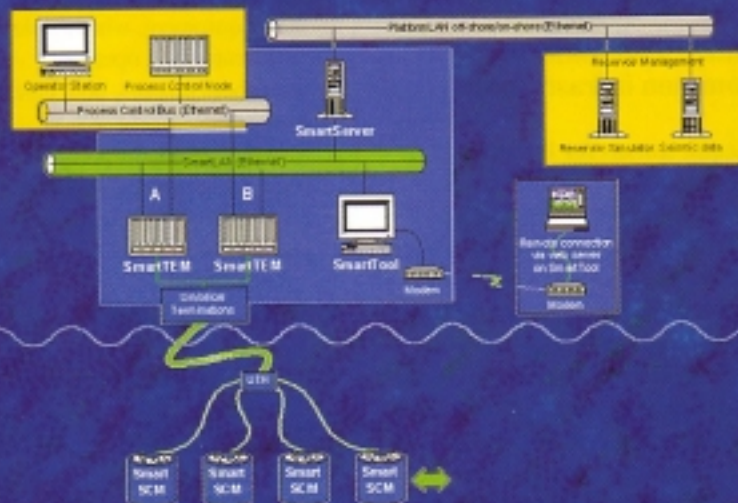 Platform LAN off-shore/on-shore (Ethernet)
Operator Station
Process Control Node
Process Control Bus (Ethernet)
SmartServer
Reservoir Management
Reservoir Simulator
Seismic data
SmartLAN (Ethernet)
A
B
SmartTEM
SmartTEM
SmartTool
Modem
Remote connection
via web server
on SmartTool
Modem
Umbilical
Terminations
UTH
Smart
SCM
Smart
SCM
Smart
SCM
Smart
SCM